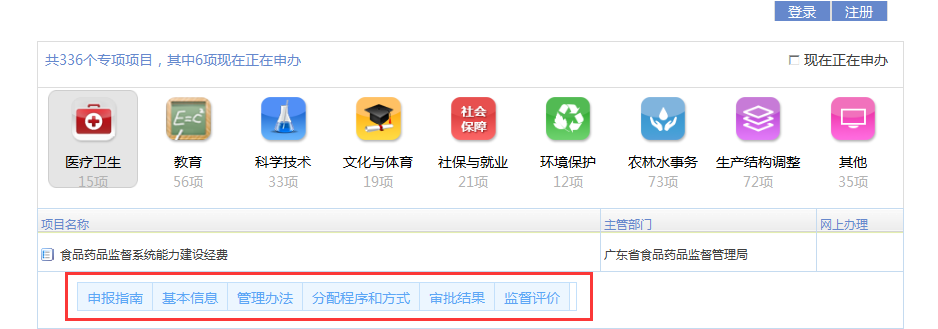 登录 注册
共336个专项项目，其中6项现在正在申办 现在正在申办
E=c²
社会
保障
医疗卫生 教育 科学技术 文化与体育 社保与就业 环境保护 农林水事务 生产结构调整 其他
15项 56项 33项 19项 21项 12项 73项 72项 35项
项目名称 主管部门 网上办理
食品药品监督系统能力建设经费 广东省食品药品监督管理局
申报指南 基本信息 管理办法 分配程序和方式 审批结果 监督评价